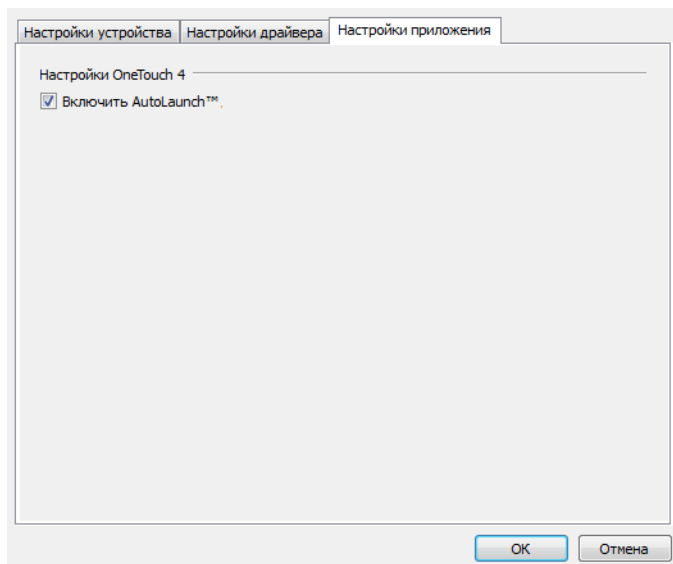 Настройки устройства Настройки драйвера Настройки приложения
Настройки OneTouch 4
Включить AutoLaunch™.
OK Отмена